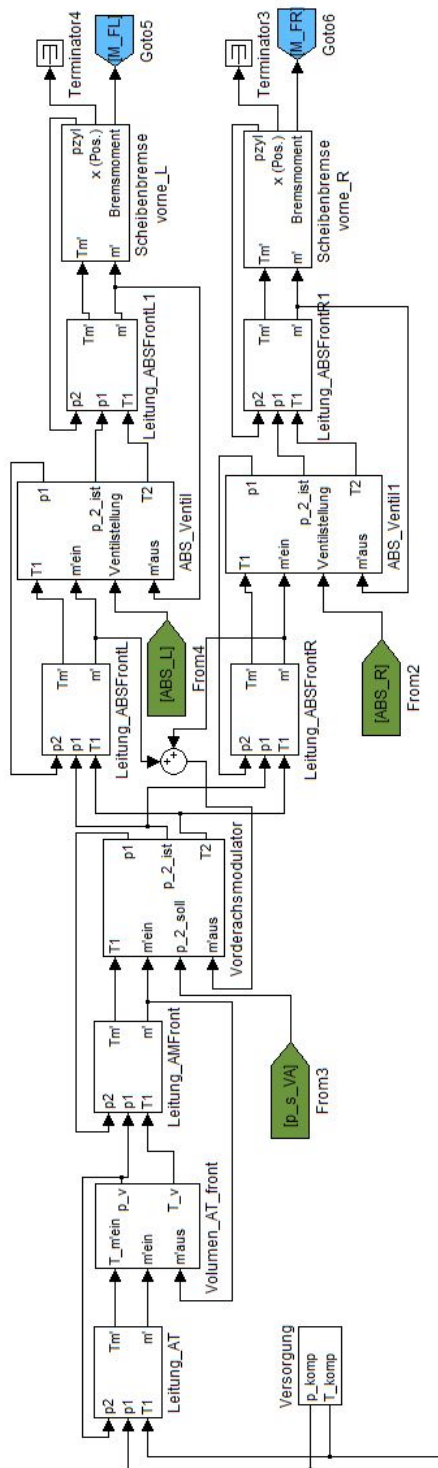 Versorgung
p_komp
T_komp
p2
p1
T1
Tm'
m'
Leitung_AT
T_m'ein
m'ein
m'aus
p_v
T_v
Volumen_AT_front
p2
p1
T1
Tm'
m'
Leitung_AMFront
[p_s_VA]
From3
T1
m'ein
p_2_soll
m'aus
p1
p_2_ist
T2
Vorderachsmodulator
p2
p1
T1
Tm'
m'
Leitung_ABSFrontL
[ABS_L]
From4
T1
m'ein
Ventilstellung
m'aus
p1
p_2_ist
T2
ABS_Ventil
p2
p1
T1
Tm'
m'
Leitung_ABSFrontL1
Tm'
m'
pzyl
x (Pos.)
Bremsmoment
Scheibenbremse
vorne_L
Terminator4
[M_FL]
Goto5
p2
p1
T1
Tm'
m'
Leitung_ABSFrontR
[ABS_R]
From2
T1
m'ein
Ventilstellung
m'aus
p1
p_2_ist
T2
ABS_Ventil1
p2
p1
T1
Tm'
m'
Leitung_ABSFrontR1
Tm'
m'
pzyl
x (Pos.)
Bremsmoment
Scheibenbremse
vorne_R
Terminator3
[M_FR]
Goto6